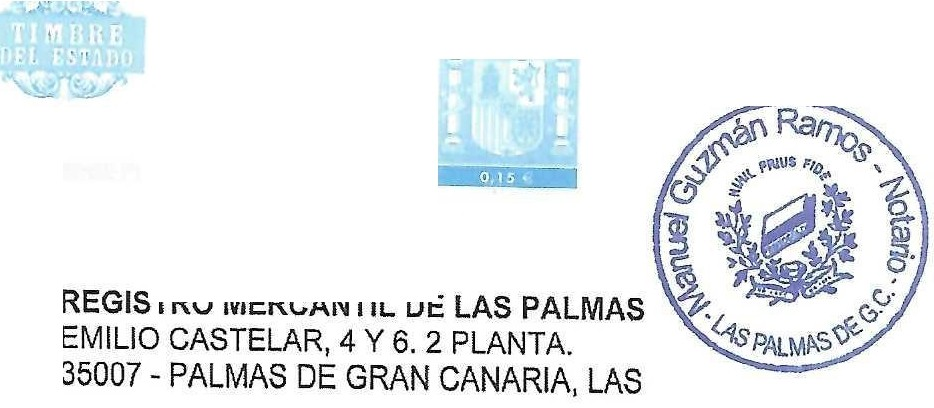 TIMBRE
DEL ESTADO
0,15 €
Manuel Guzmán Ramos - Notario -
NIHIL PRIUS FIDE
- LAS PALMAS DE G.C. -
REGISTRO MERCANTIL DE LAS PALMAS
EMILIO CASTELAR, 4 Y 6. 2 PLANTA.
35007 - PALMAS DE GRAN CANARIA, LAS